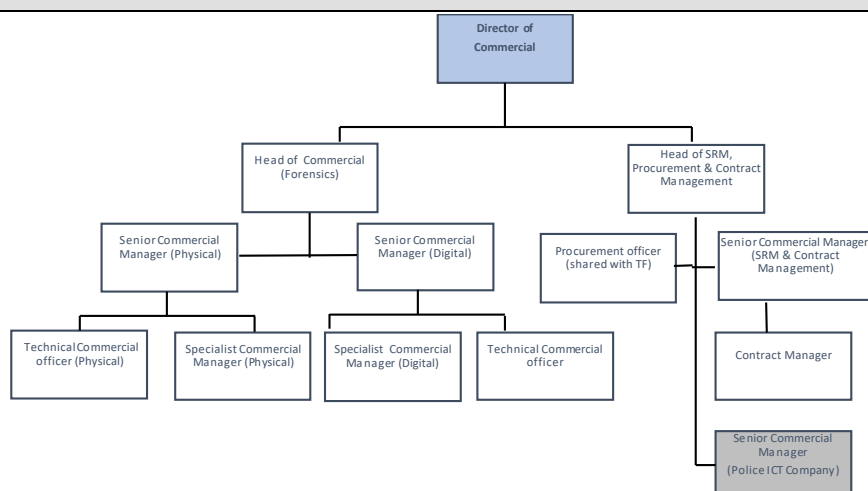 Director of
Commercial
Head of Commercial
(Forensics)
Head of SRM,
Procurement & Contract
Management
Senior Commercial
Manager (Physical)
Senior Commercial
Manager (Digital)
Procurement officer
(shared with TF)
Senior Commercial Manager
(SRM & Contract
Management)
Technical Commercial
officer (Physical)
Specialist Commercial
Manager (Physical)
Specialist Commercial
Manager (Digital)
Technical Commercial
officer
Contract Manager
Senior Commercial
Manager
(Police ICT Company)